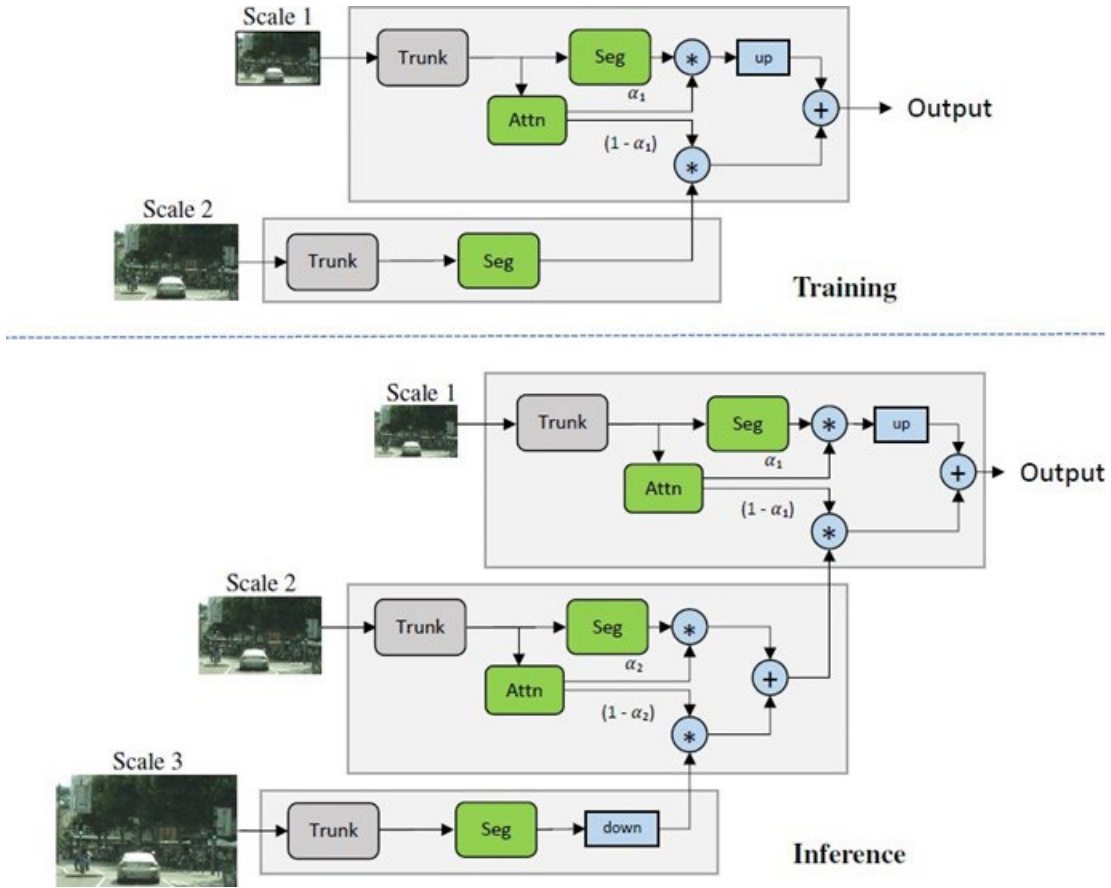 Scale 1
Trunk
Seg
*
up
α₁
Attn
+
Output
(1 - α₁)
*
Scale 2
Trunk
Seg
Training
Scale 1
Trunk
Seg
*
up
α₁
Attn
+
Output
(1 - α₁)
*
Scale 2
Trunk
Seg
*
α₂
Attn
+
(1 - α₂)
*
Scale 3
Trunk
Seg
down
Inference